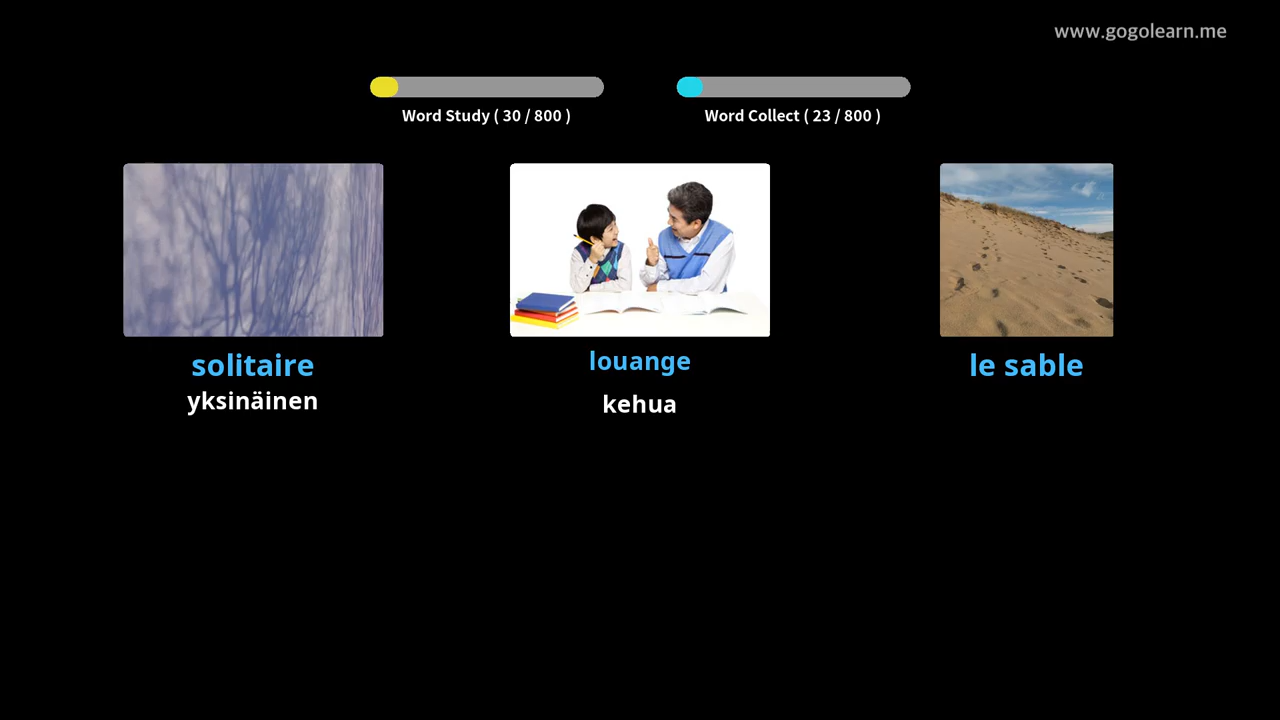 www.gogolearn.me
Word Study ( 30 / 800 )
Word Collect ( 23 / 800 )
solitaire
yksinäinen
louange
kehua
le sable